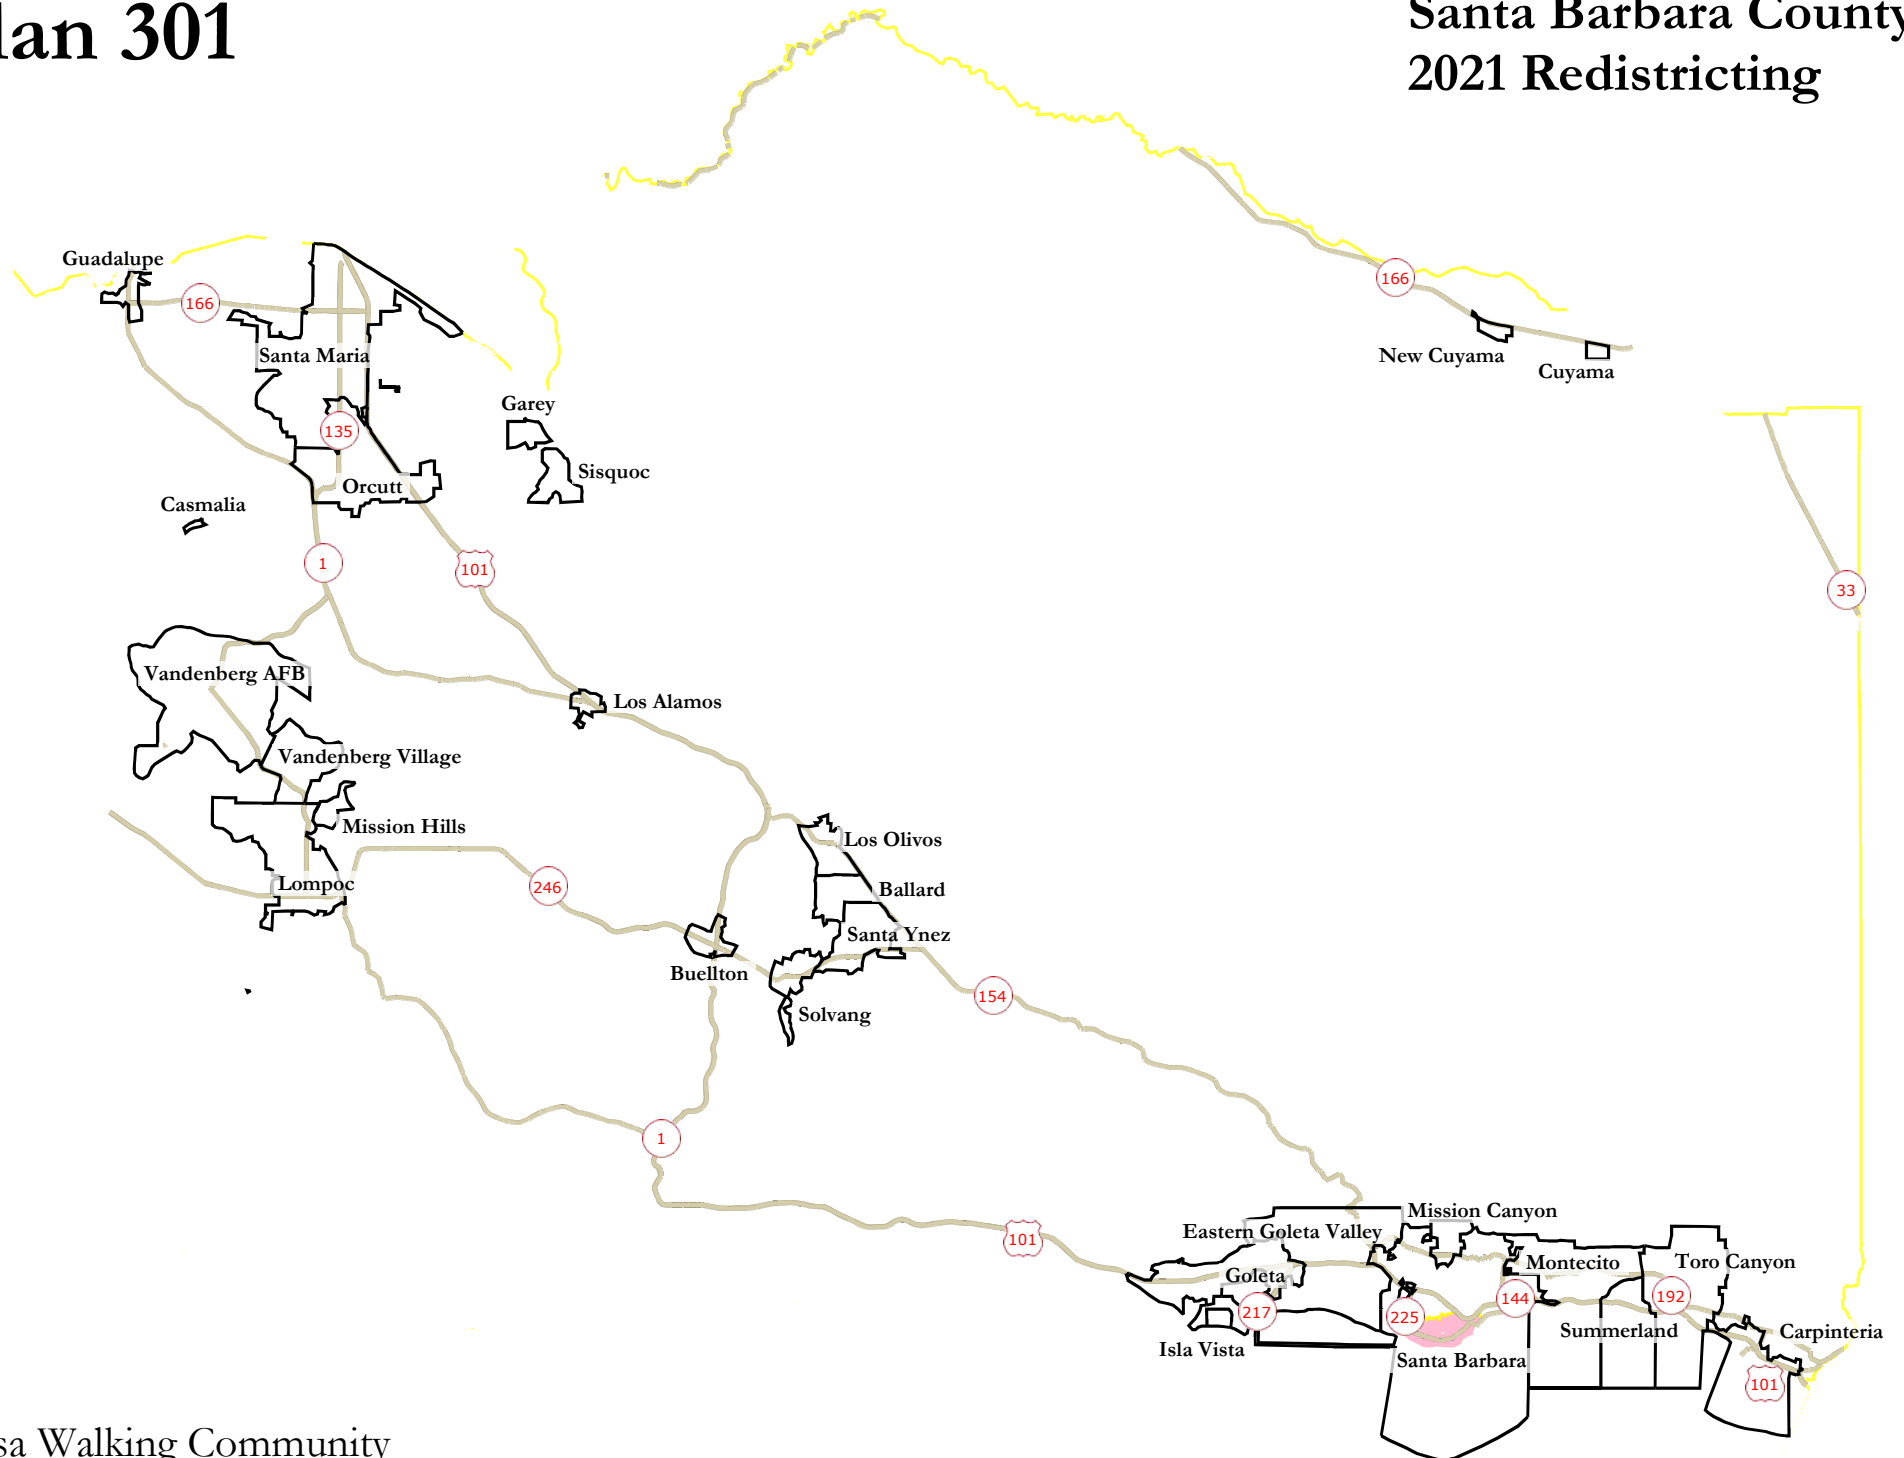 lan 301
Santa Barbara County
2021 Redistricting
Guadalupe
166
Santa Maria
135
Garey
Sisquoc
Orcutt
Casmalia
1
101
166
New Cuyama
Cuyama
33
Vandenberg AFB
Los Alamos
Vandenberg Village
Mission Hills
Lompoc
246
Los Olivos
Ballard
Santa Ynez
Buellton
Solvang
154
1
101
Mission Canyon
Eastern Goleta Valley
Goleta
Montecito
Toro Canyon
217
225
144
192
Isla Vista
Santa Barbara
Summerland
Carpinteria
101
sa Walking Community